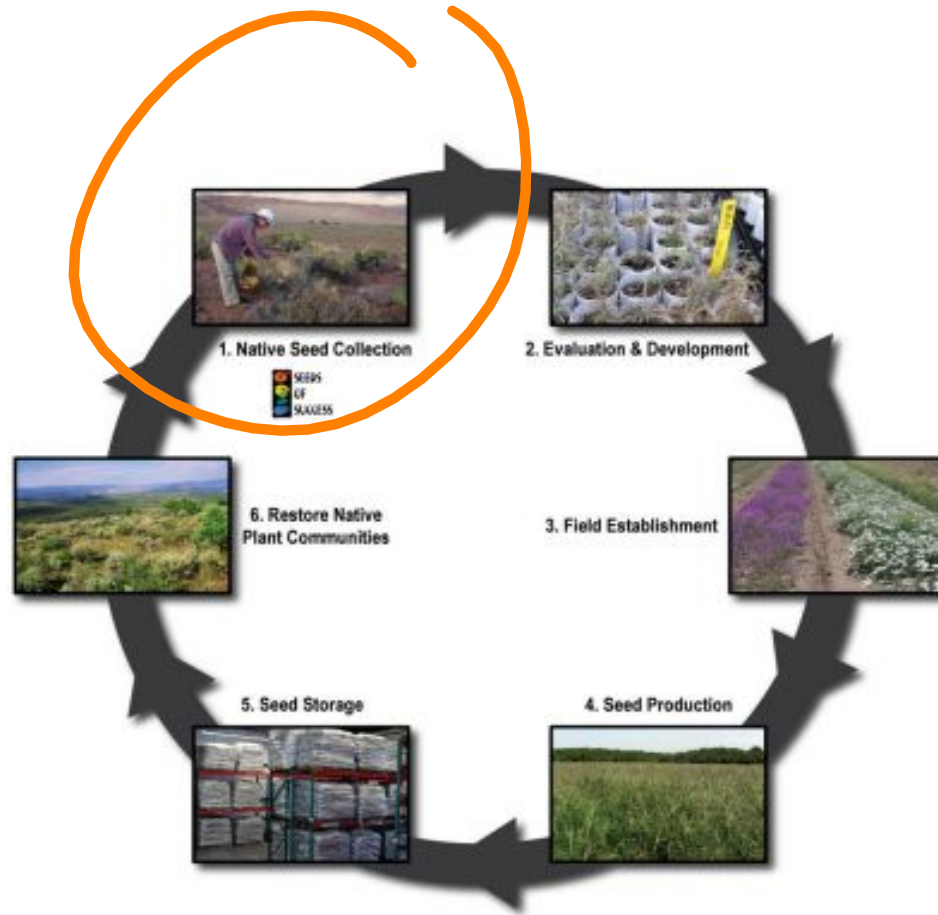 1. Native Seed Collection
SEEDS
OF
SUCCESS
2. Evaluation & Development
3. Field Establishment
4. Seed Production
5. Seed Storage
6. Restore Native
Plant Communities